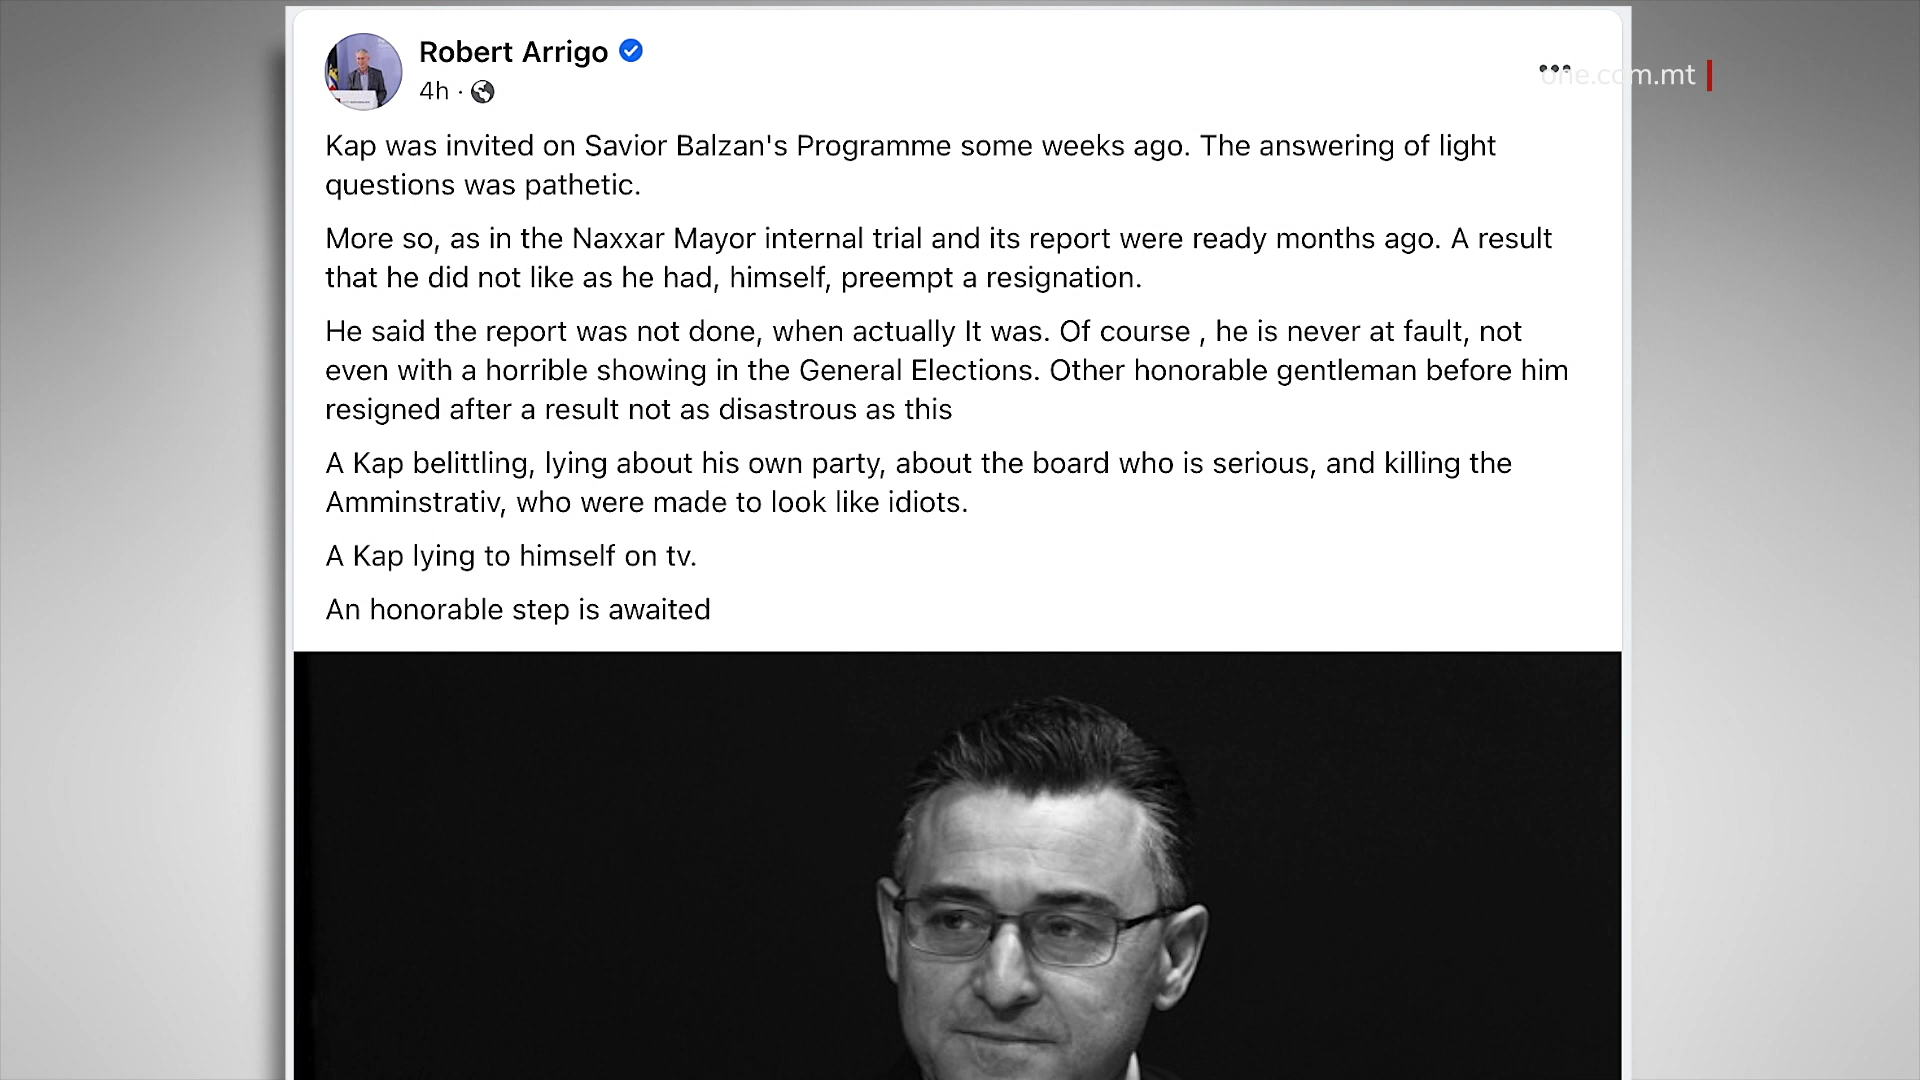 Robert Arrigo
4h ·
one.com.mt
Kap was invited on Savior Balzan's Programme some weeks ago. The answering of light
questions was pathetic.
More so, as in the Naxxar Mayor internal trial and its report were ready months ago. A result
that he did not like as he had, himself, preempt a resignation.
He said the report was not done, when actually It was. Of course , he is never at fault, not
even with a horrible showing in the General Elections. Other honorable gentleman before him
resigned after a result not as disastrous as this
A Kap belittling, lying about his own party, about the board who is serious, and killing the
Amminstrativ, who were made to look like idiots.
A Kap lying to himself on tv.
An honorable step is awaited